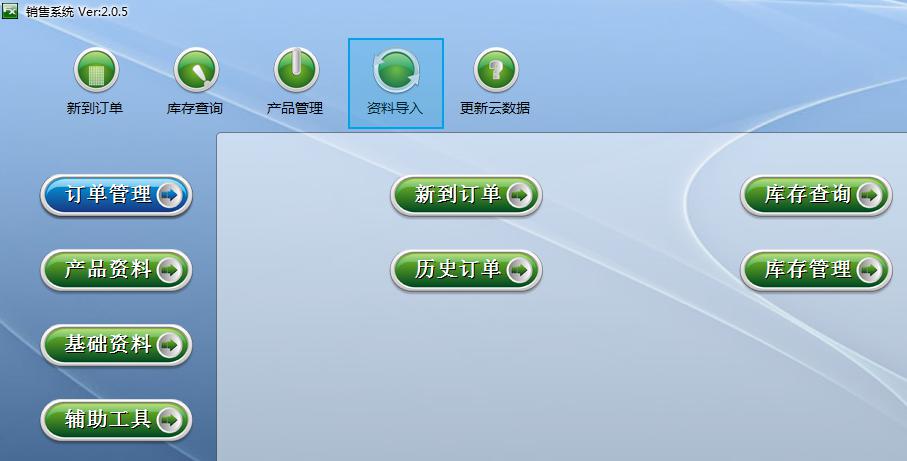 销售系统 Ver:2.0.5
新到订单 库存查询 产品管理 资料导入 更新云数据
订单管理 新到订单 库存查询
产品资料 历史订单 库存管理
基础资料
辅助工具